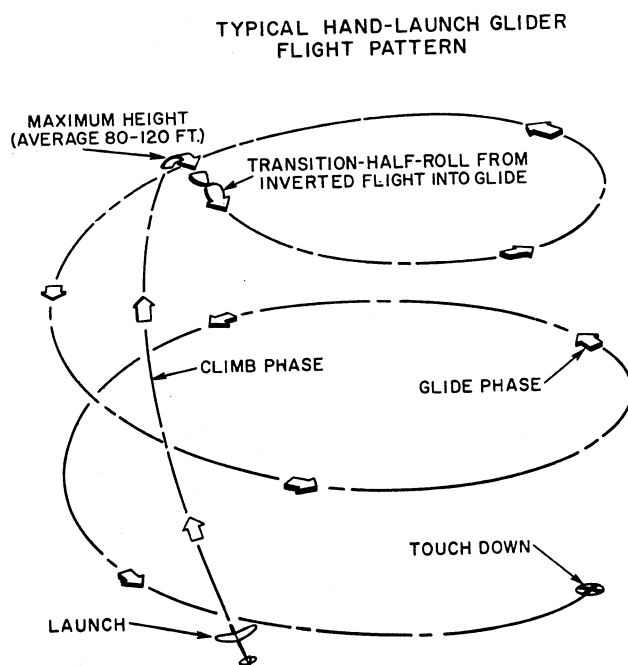 TYPICAL HAND-LAUNCH GLIDER
FLIGHT PATTERN
MAXIMUM HEIGHT
(AVERAGE 80-120 FT.)
TRANSITION-HALF-ROLL FROM
INVERTED FLIGHT INTO GLIDE
CLIMB PHASE
GLIDE PHASE
TOUCH DOWN
LAUNCH